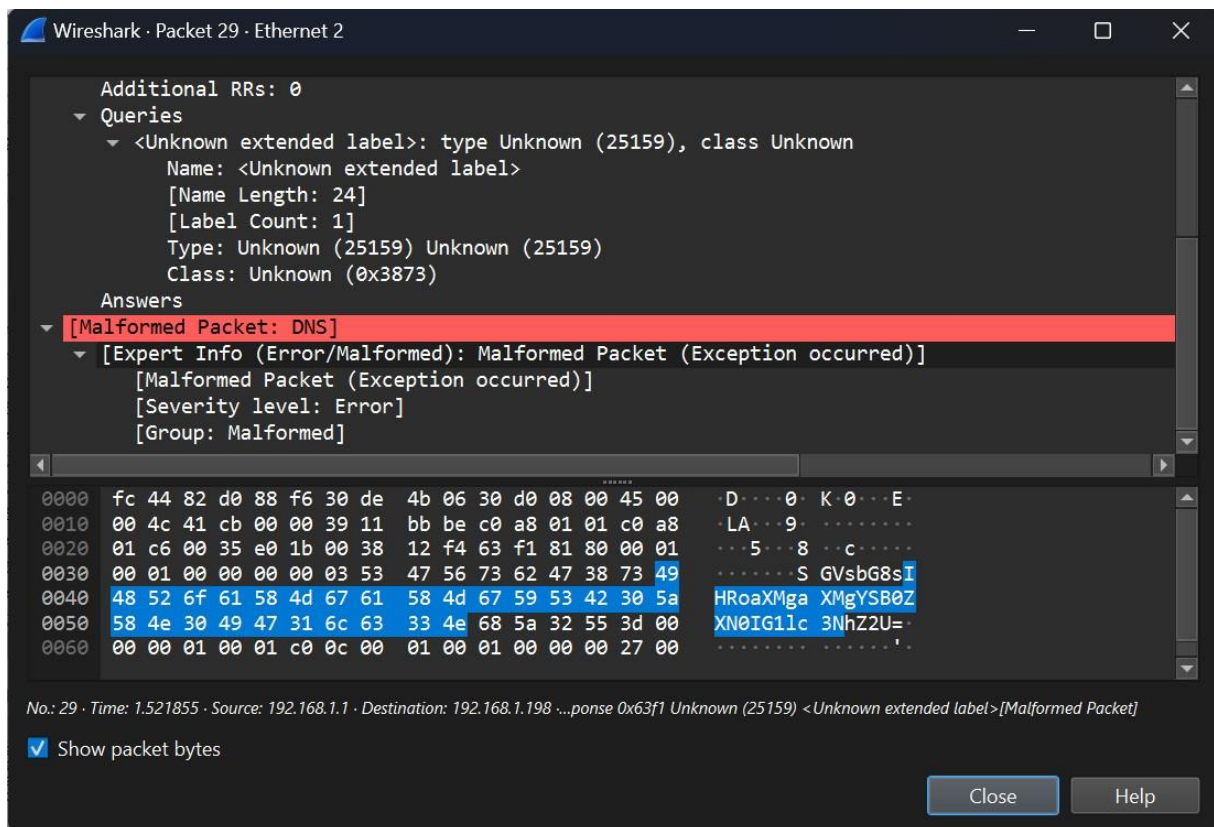 Wireshark · Packet 29 · Ethernet 2
Additional RRs: 0
Queries
<Unknown extended label>: type Unknown (25159), class Unknown
Name: <Unknown extended label>
[Name Length: 24]
[Label Count: 1]
Type: Unknown (25159) Unknown (25159)
Class: Unknown (0x3873)
Answers
[Malformed Packet: DNS]
[Expert Info (Error/Malformed): Malformed Packet (Exception occurred)]
[Malformed Packet (Exception occurred)]
[Severity level: Error]
[Group: Malformed]
0000 fc 44 82 d0 88 f6 30 de 4b 06 30 d0 08 00 45 00 ·D····0· K·0···E·
0010 00 4c 41 cb 00 00 39 11 bb be c0 a8 01 01 c0 a8 ·LA···9· ········
0020 01 c6 00 35 e0 1b 00 38 12 f4 63 f1 81 80 00 01 ···5···8 ··c·····
0030 00 01 00 00 00 00 03 53 47 56 73 62 47 38 73 49 ·······S GVsbG8sI
0040 48 52 6f 61 58 4d 67 61 58 4d 67 59 53 42 30 5a HRoaXMga XMgYSB0Z
0050 58 4e 30 49 47 31 6c 63 33 4e 68 5a 32 55 3d 00 XN0IG1lc 3NhZ2U=·
0060 00 00 01 00 01 c0 0c 00 01 00 01 00 00 00 27 00 ········ ······'·
No.: 29 · Time: 1.521855 · Source: 192.168.1.1 · Destination: 192.168.1.198 ·...ponse 0x63f1 Unknown (25159) <Unknown extended label>[Malformed Packet]
Show packet bytes
Close Help